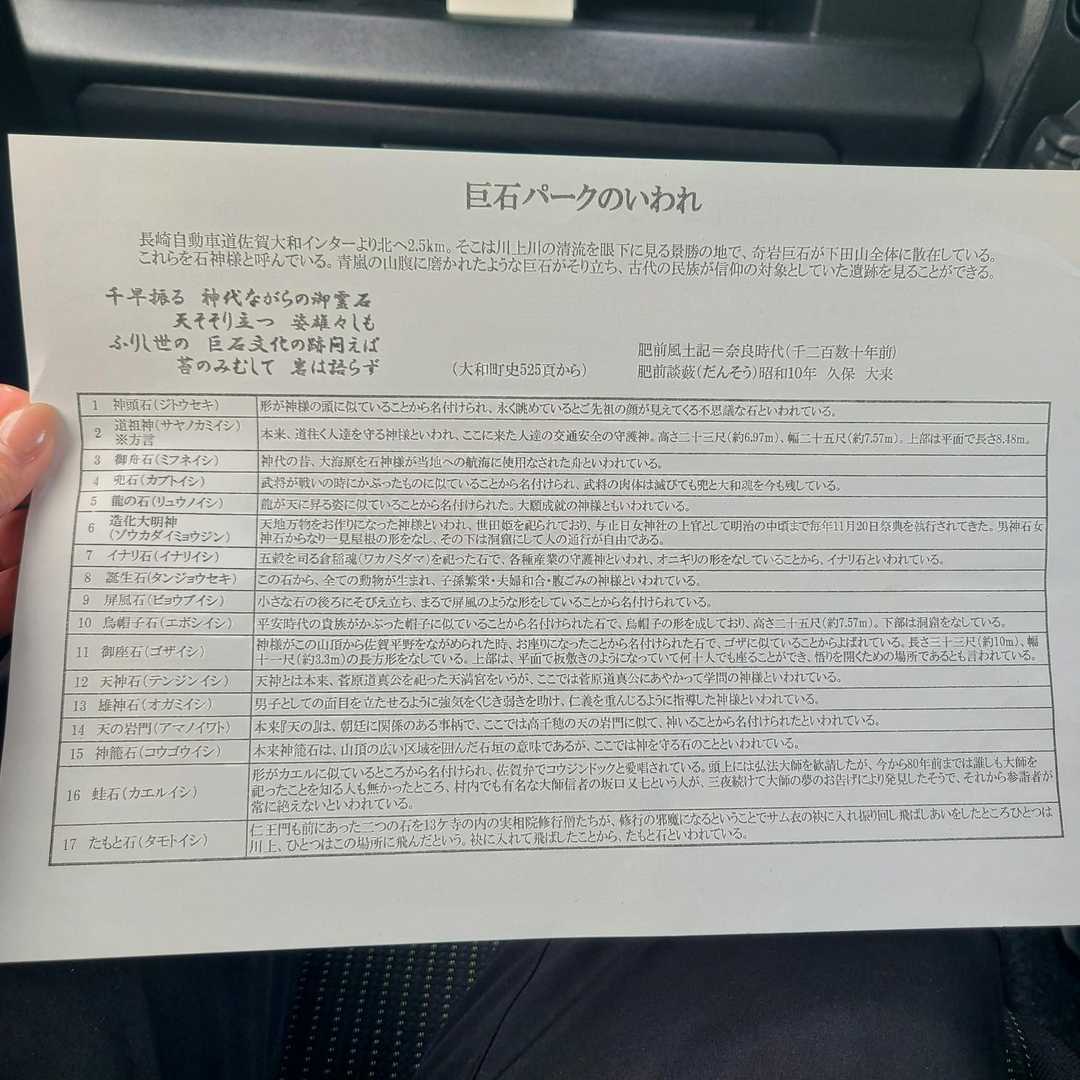 巨石パークのいわれ
長崎自動車道佐賀大和インターより北へ2.5km。そこは川上川の清流を眼下に見る景勝の地で、奇岩巨石が下田山全体に散在している。
これらを石神様と呼んでいる。青嵐の山腹に磨かれたような巨石がそり立ち、古代の民族が信仰の対象としていた遺跡を見ることができる。
千早振る 神代ながらの御霊石
天そそり立つ 姿雄々しも
ふりし世の 巨石文化の跡問えば
苔のみむして 岩は語らず
(大和町史525頁から)
肥前風土記=奈良時代(千二百数十年前)
肥前談薮(だんそう)昭和10年 久保 大来
1 神頭石(ジトウセキ) 形が神様の頭に似ていることから名付けられ、永く眺めているとご先祖の顔が見えてくる不思議な石といわれている。
2 道祖神(サヤノカミイシ)
※方言
本来、道往く人達を守る神様といわれ、ここに来た人達の交通安全の守護神。高さ二十三尺(約6.97m)、幅二十五尺(約7.57m)。上部は平面で長さ8.48m。
3 御舟石(ミフネイシ) 神代の昔、大海原を石神様が当地への航海に使用なされた舟といわれている。
4 兜石(カブトイシ) 武将が戦いの時にかぶったものに似ていることから名付けられ、武将の肉体は滅びても兜と大和魂を今も残している。
5 龍の石(リュウノイシ) 龍が天に昇る姿に似ていることから名付けられた。大願成就の神様ともいわれている。
6 造化大明神
(ゾウカダイミョウジン)
天地万物をお作りになった神様といわれ、世田姫を祀られており、与止日女神社の上宮として明治の中頃まで毎年11月20日祭典を執行されてきた。男神石女
神石からなり一見屋根の形をなし、その下は洞窟にして人の通行が自由である。
7 イナリ石(イナリイシ) 五穀を司る倉稲魂(ワカノミダマ)を祀った石で、各種産業の守護神といわれ、オニギリの形をなしていることから、イナリ石といわれている。
8 誕生石(タンジョウセキ) この石から、全ての動物が生まれ、子孫繁栄・夫婦和合・腹ごみの神様といわれている。
9 屏風石(ビョウブイシ) 小さな石の後ろにそびえ立ち、まるで屏風のような形をしていることから名付けられている。
10 烏帽子石(エボシイシ) 平安時代の貴族がかぶった帽子に似ていることから名付けられた石で、烏帽子の形を成しており、高さ二十五尺(約7.57m)。下部は洞窟をなしている。
11 御座石(ゴザイシ)
神様がこの山頂から佐賀平野をながめられた時、お座りになったことから名付けられた石で、ゴザに似ていることからよばれている。長さ三十三尺(約10m)、幅
十一尺(約3.3m)の長方形をなしている。上部は、平面で板敷きのようになっていて何十人でも座ることができ、悟りを開くための場所であるとも言われている。
12 天神石(テンジンイシ) 天神とは本来、菅原道真公を祀った天満宮をいうが、ここでは菅原道真公にあやかって学問の神様といわれている。
13 雄神石(オガミイシ) 男子としての面目を立たせるように強気をくじき弱きを助け、仁義を重んじるように指導した神様といわれている。
14 天の岩門(アマノイワト) 本来『天の』は、朝廷に関係のある事柄で、ここでは高千穂の天の岩門に似て、神いることから名付けられたといわれている。
15 神籠石(コウゴウイシ) 本来神籠石は、山頂の広い区域を囲んだ石垣の意味であるが、ここでは神を守る石のことといわれている。
16 蛙石(カエルイシ)
形がカエルに似ているところから名付けられ、佐賀弁でコウジンドックと愛唱されている。頭上には弘法大師を歓請したが、今から80年前までは誰しも大師を
祀ったことを知る人も無かったところ、村内でも有名な大師信者の坂口又七という人が、三夜続けて大師の夢のお告げにより発見したそうで、それから参詣者が
常に絶えないといわれている。
17 たもと石(タモトイシ)
仁王門も前にあった二つの石を13ケ寺の内の実相院修行僧たちが、修行の邪魔になるということでサム衣の袂に入れ振り回し飛ばしあいをしたところひとつは
川上、ひとつはこの場所に飛んだという。袂に入れて飛ばしたことから、たもと石といわれている。